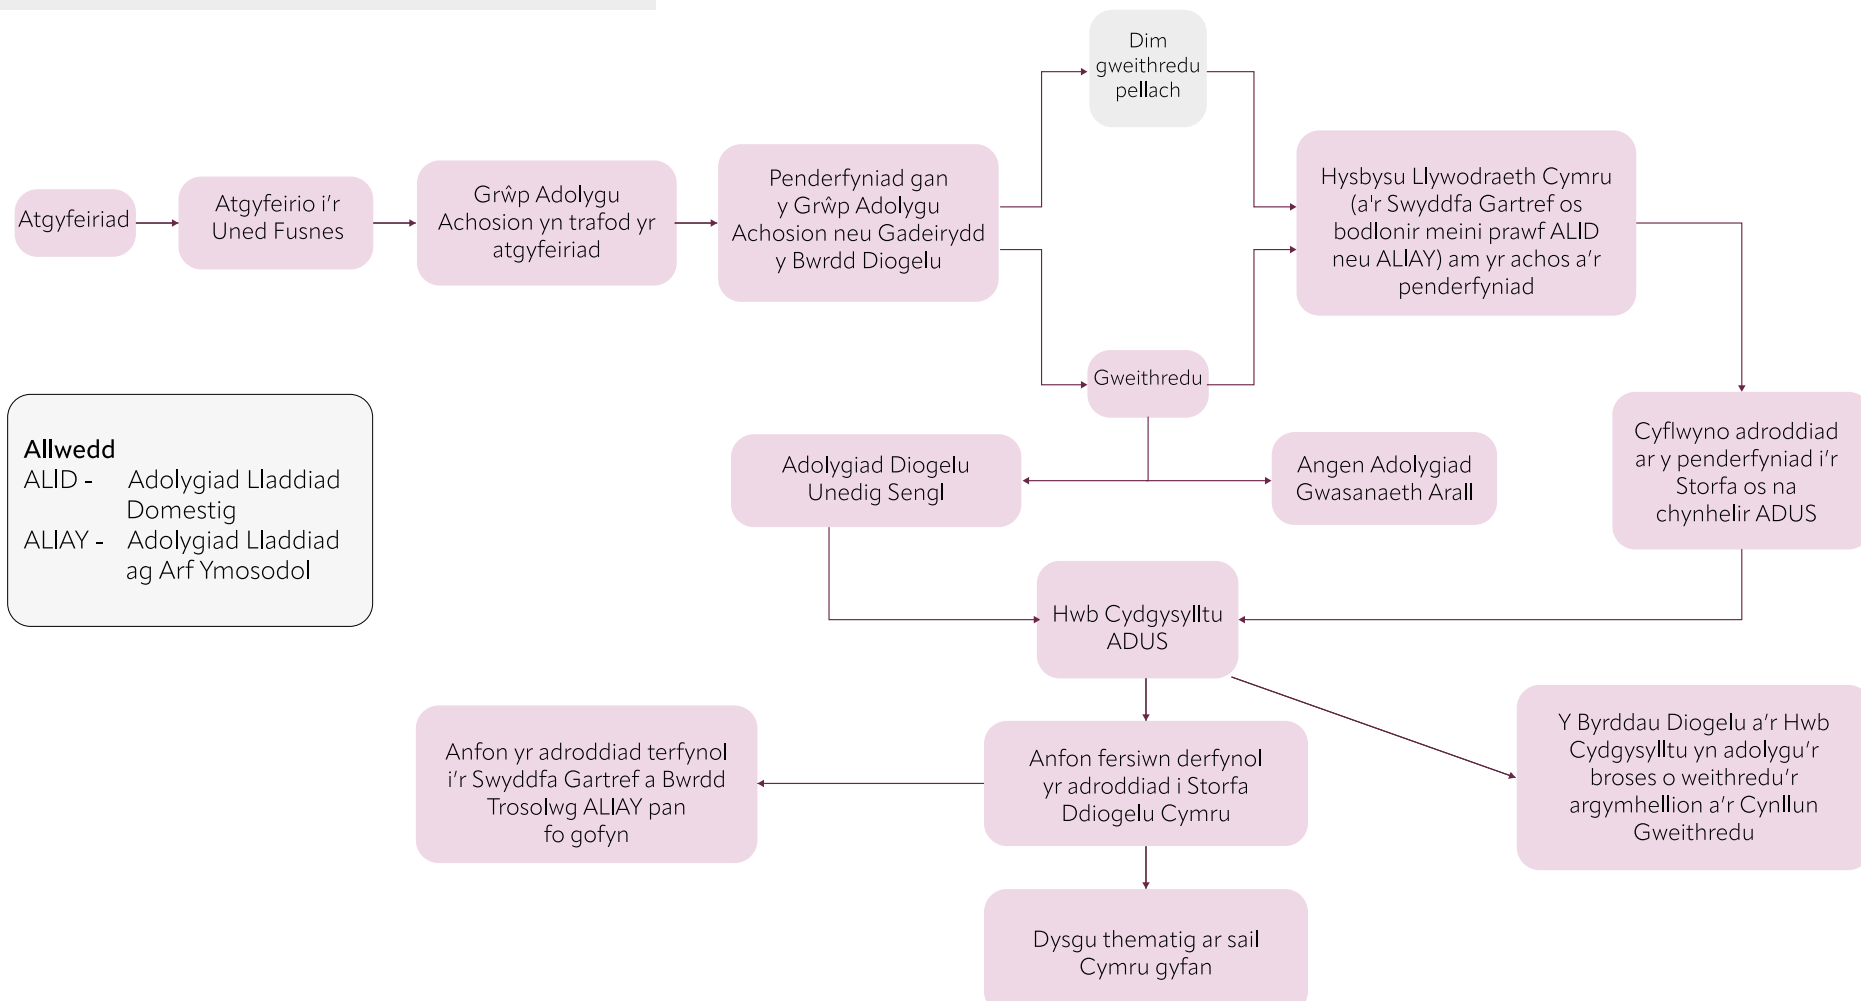 Atgyfeiriad
Atgyfeirio i'r
Uned Fusnes
Grŵp Adolygu
Achosion yn trafod yr
atgyfeiriad
Penderfyniad gan
y Grŵp Adolygu
Achosion neu Gadeirydd
y Bwrdd Diogelu
Dim
gweithredu
pellach
Gweithredu
Hysbysu Llywodraeth Cymru
(a'r Swyddfa Gartref os
bodlonir meini prawf ALID
neu ALIAY) am yr achos a'r
penderfyniad
Allwedd
ALID - Adolygiad Lladdiad
Domestig
ALIAY - Adolygiad Lladdiad
ag Arf Ymosodol
Adolygiad Diogelu
Unedig Sengl
Angen Adolygiad
Gwasanaeth Arall
Cyflwyno adroddiad
ar y penderfyniad i'r
Storfa os na
chynhelir ADUS
Hwb Cydgysylltu
ADUS
Anfon yr adroddiad terfynol
i'r Swyddfa Gartref a Bwrdd
Trosolwg ALIAY pan
fo gofyn
Anfon fersiwn derfynol
yr adroddiad i Storfa
Ddiogelu Cymru
Y Byrddau Diogelu a'r Hwb
Cydgysylltu yn adolygu'r
broses o weithredu'r
argymhellion a'r Cynllun
Gweithredu
Dysgu thematig ar sail
Cymru gyfan